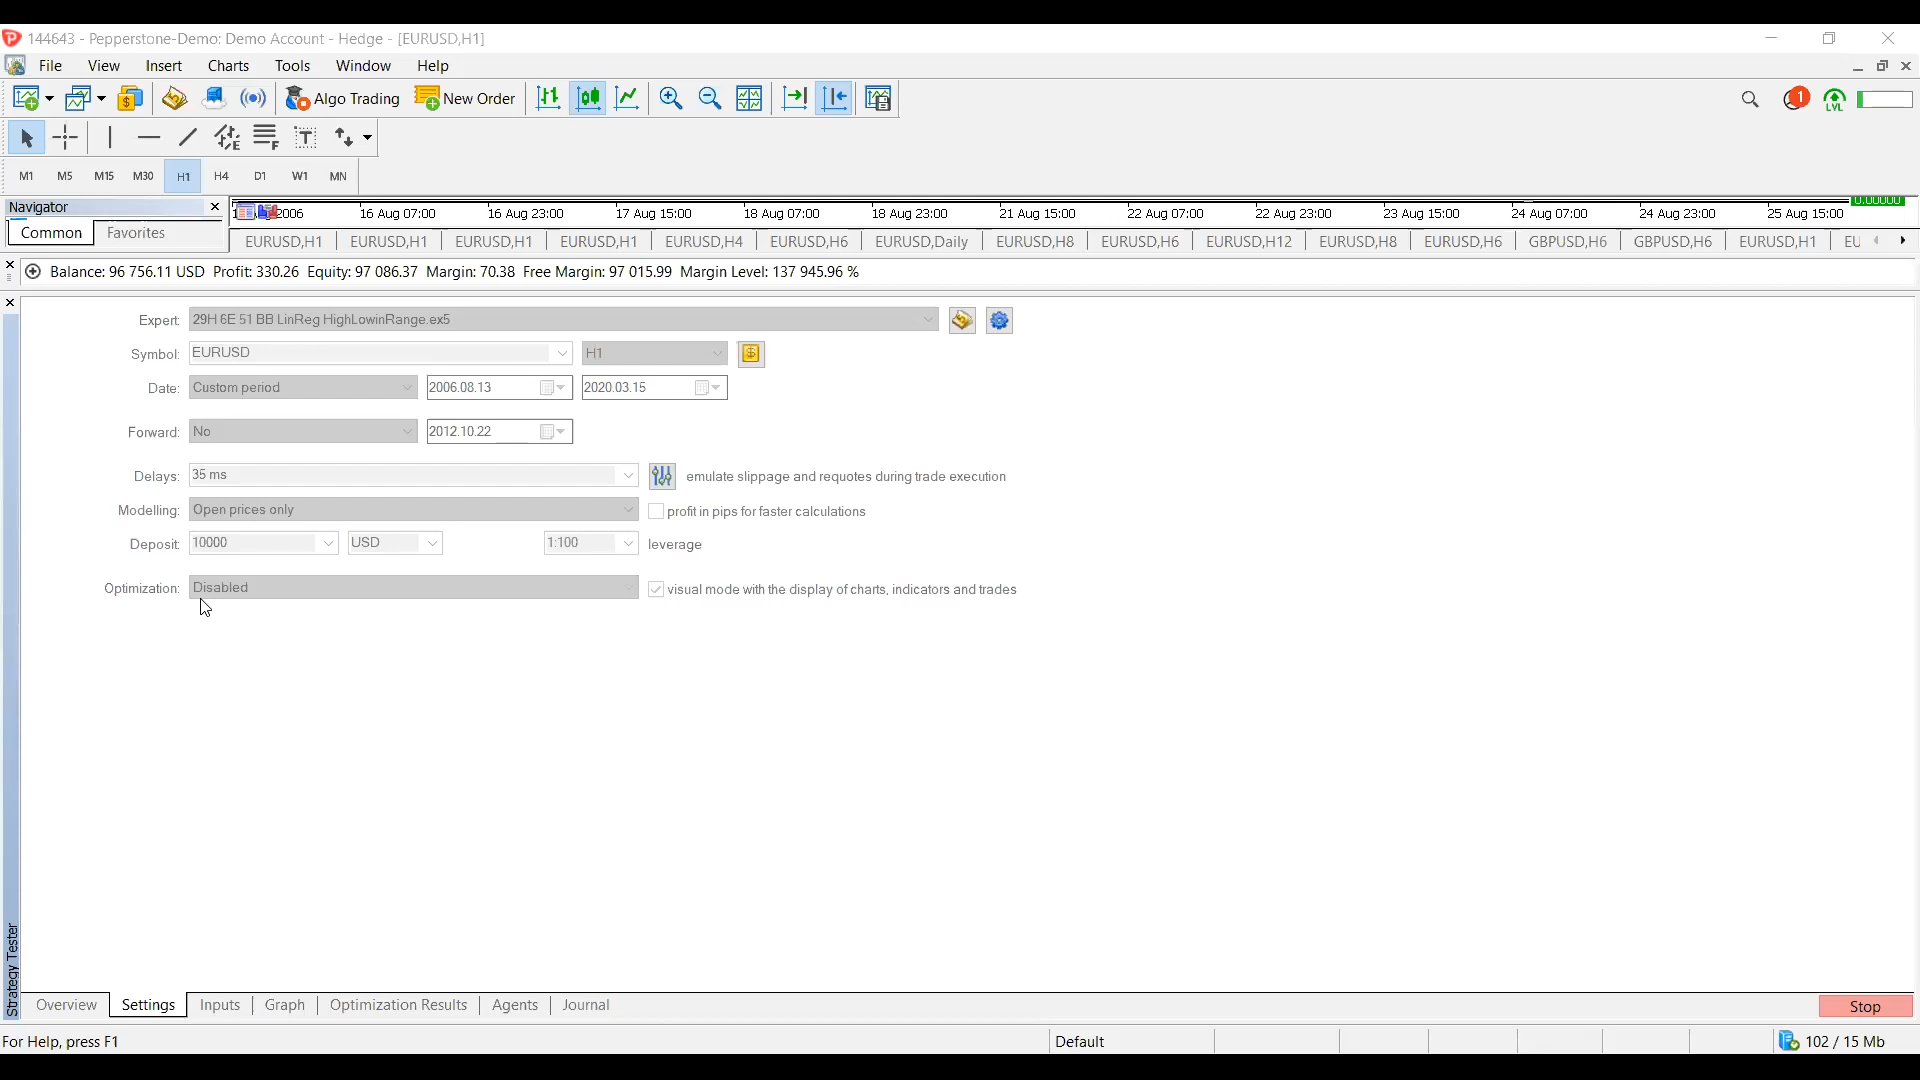 144643 - Pepperstone-Demo: Demo Account - Hedge - [EURUSD,H1]
File View Insert Charts Tools Window Help
Algo Trading New Order 1 LVL
M1 M5 M15 M30 H1 H4 D1 W1 MN
Navigator
2006 16 Aug 07:00 16 Aug 23:00 17 Aug 15:00 18 Aug 07:00 18 Aug 23:00 21 Aug 15:00 22 Aug 07:00 22 Aug 23:00 23 Aug 15:00 24 Aug 07:00 24 Aug 23:00 25 Aug 15:00 0.00000
Common Favorites
EURUSD,H1 EURUSD,H1 EURUSD,H1 EURUSD,H1 EURUSD,H4 EURUSD,H6 EURUSD,Daily EURUSD,H8 EURUSD,H6 EURUSD,H12 EURUSD,H8 EURUSD,H6 GBPUSD,H6 GBPUSD,H6 EURUSD,H1 EU
Balance: 96 756.11 USD Profit: 330.26 Equity: 97 086.37 Margin: 70.38 Free Margin: 97 015.99 Margin Level: 137 945.96 %
Expert: 29H 6E 51 BB LinReg HighLowinRange.ex5
Symbol: EURUSD H1
Date: Custom period 2006.08.13 2020.03.15
Forward: No 2012.10.22
Delays: 35 ms emulate slippage and requotes during trade execution
Modelling: Open prices only profit in pips for faster calculations
Deposit: 10000 USD 1:100 leverage
Optimization: Disabled visual mode with the display of charts, indicators and trades
Strategy Tester
Overview Settings Inputs Graph Optimization Results Agents Journal Stop
For Help, press F1 Default 102 / 15 Mb